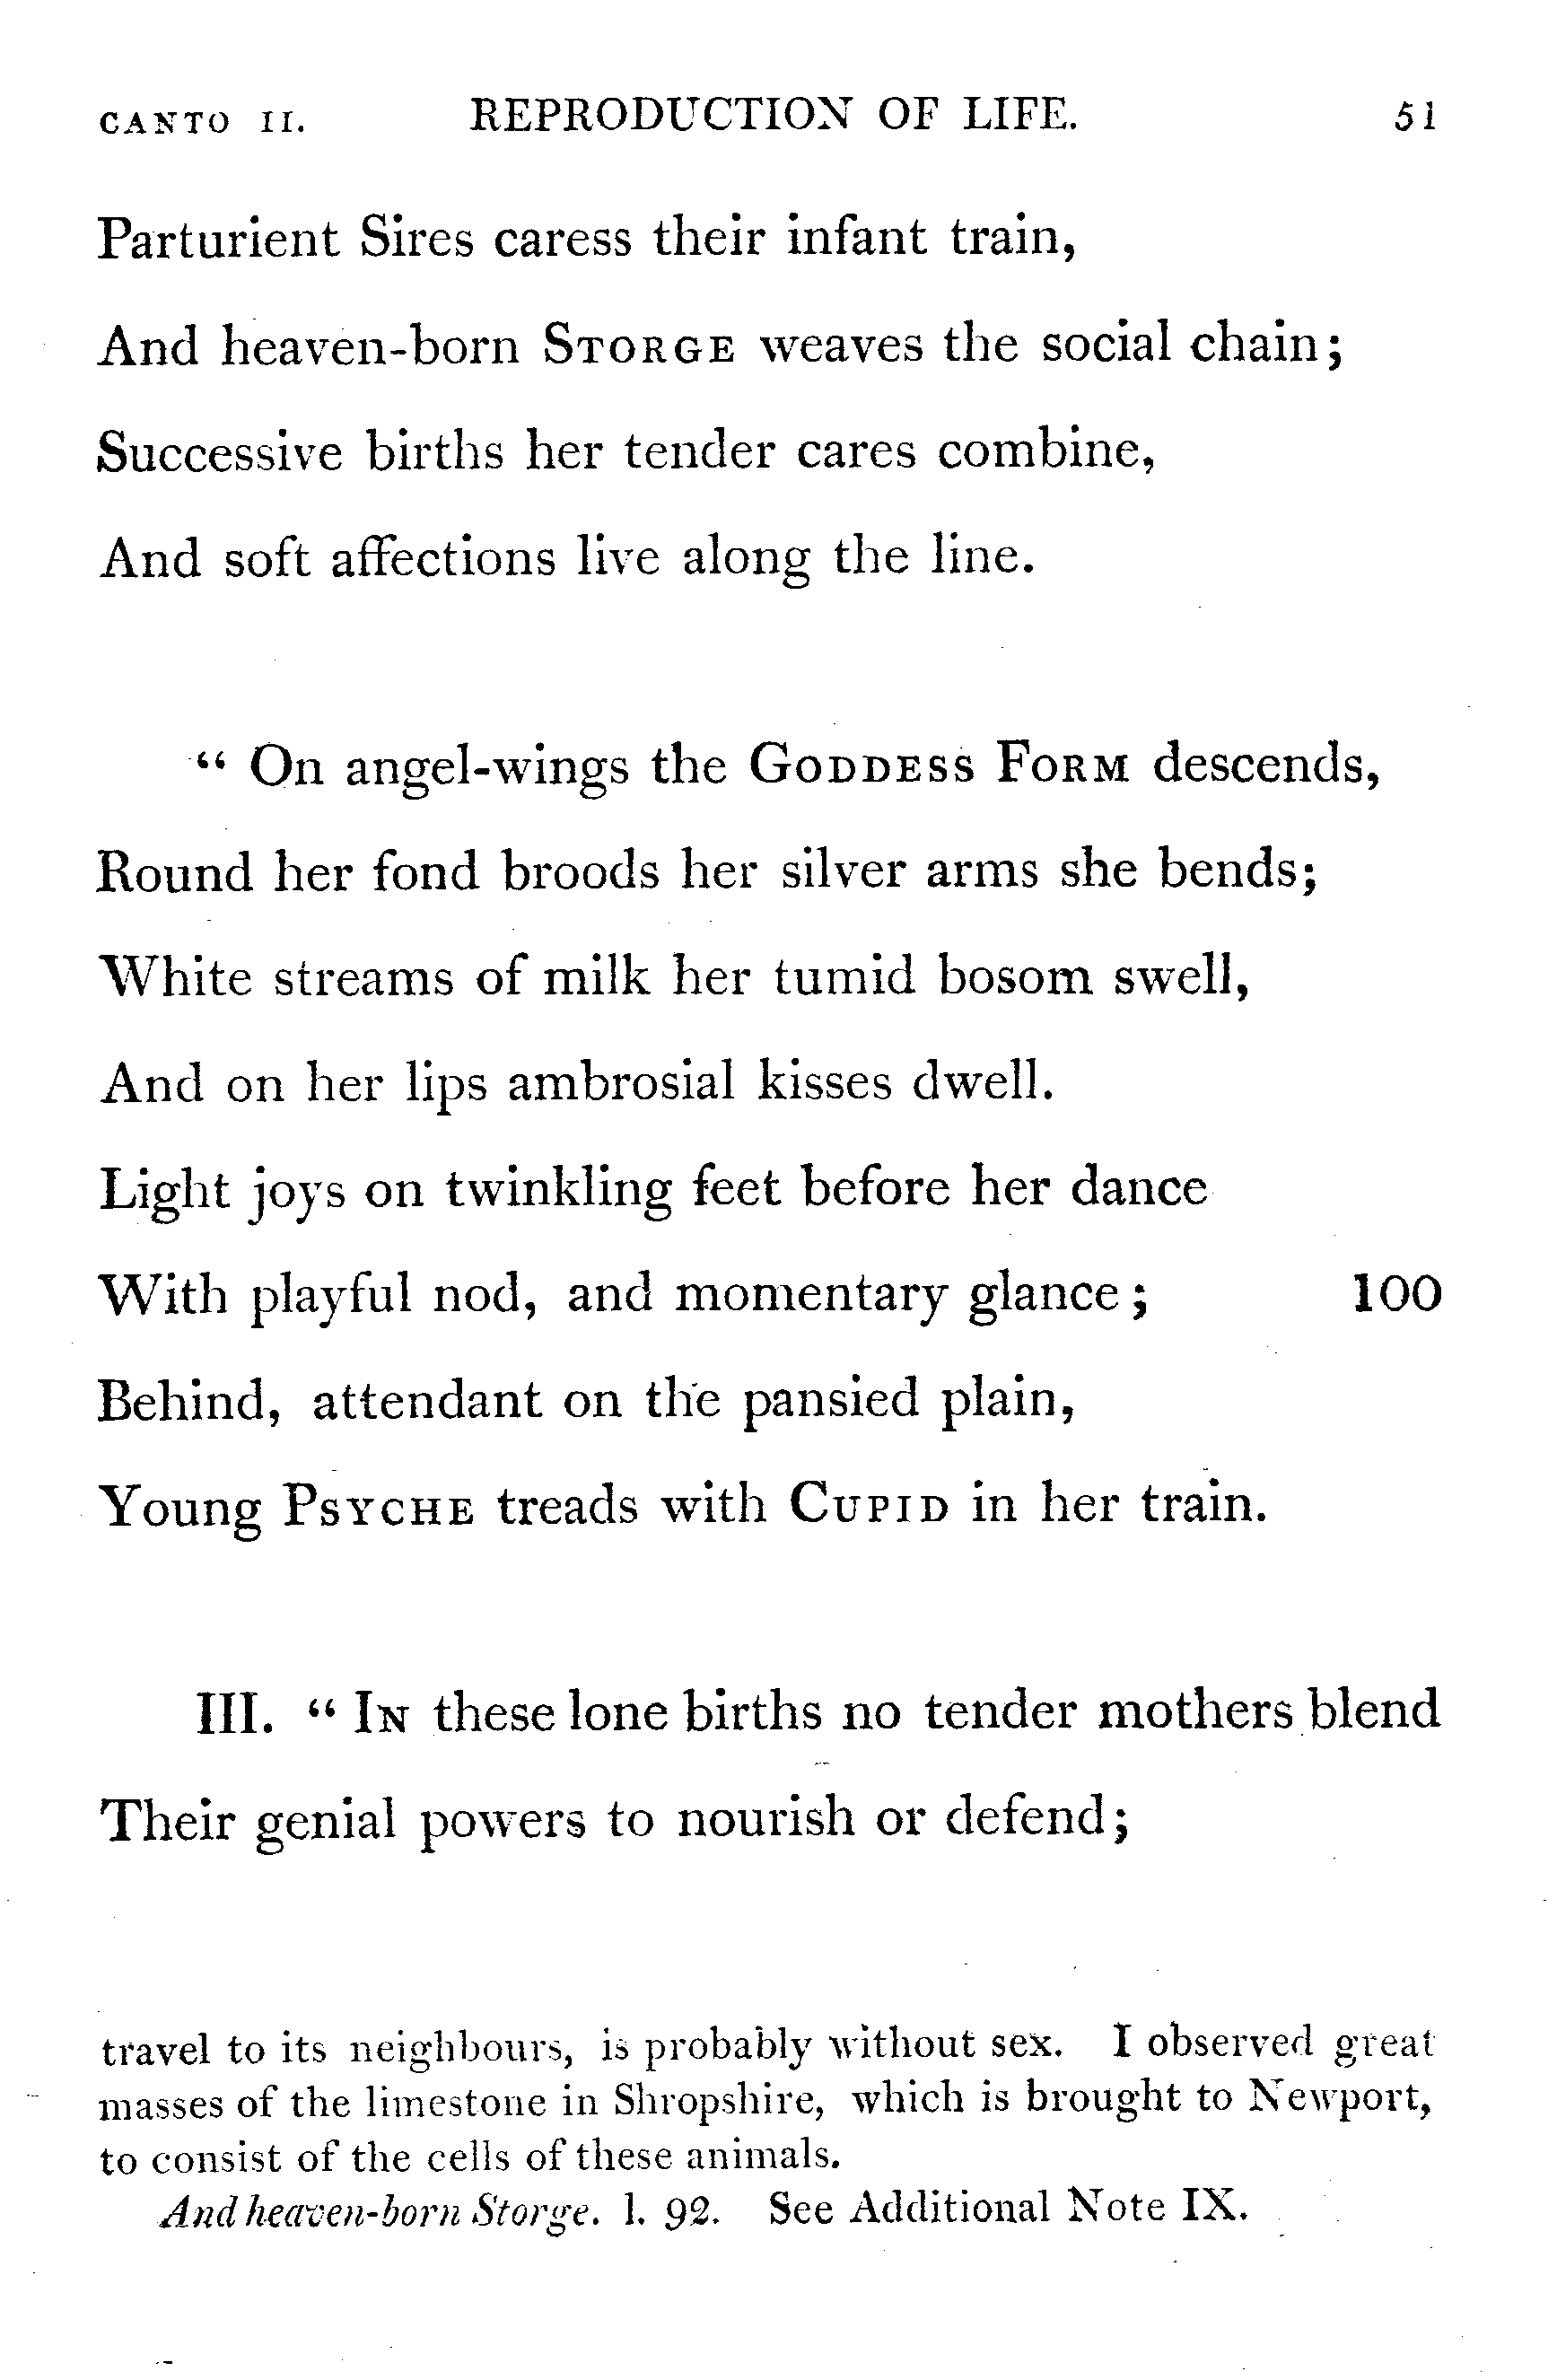 CANTO II. REPRODUCTION OF LIFE. 51
Parturient Sires caress their infant train,
And heaven-born STORGE weaves the social chain;
Successive births her tender cares combine,
And soft affections live along the line.
“ On angel-wings the GODDESS FORM descends,
Round her fond broods her silver arms she bends;
White streams of milk her tumid bosom swell,
And on her lips ambrosial kisses dwell.
Light joys on twinkling feet before her dance
With playful nod, and momentary glance; 100
Behind, attendant on the pansied plain,
Young PSYCHE treads with CUPID in her train.
III. “ IN these lone births no tender mothers blend
Their genial powers to nourish or defend;
travel to its neighbours, is probably without sex. I observed great
masses of the limestone in Shropshire, which is brought to Newport,
to consist of the cells of these animals.
And heaven-born Storge. l. 92. See Additional Note IX.